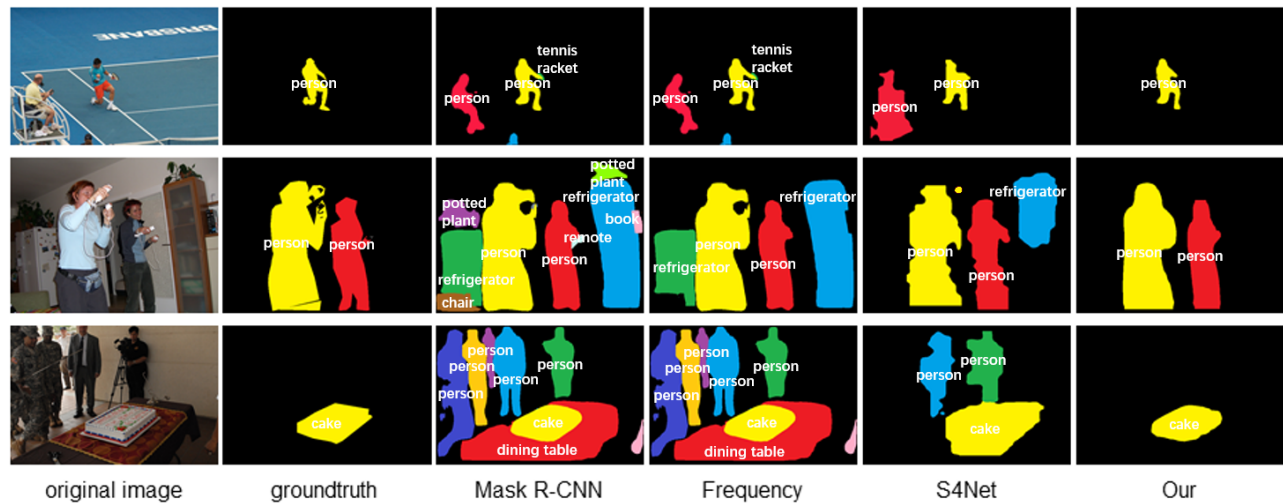 BRISBANE
person
tennis
racket
person
person
tennis
racket
person
person
person
person
person
person
person
potted
plant
refrigerator
potted
plant
book
remote
person
person
refrigerator
chair
refrigerator
person
person
refrigerator
refrigerator
person
person
person
person
cake
person
person
person
person
person
cake
dining table
person
person
person
person
person
cake
dining table
person
person
cake
cake
original image
groundtruth
Mask R-CNN
Frequency
S4Net
Our